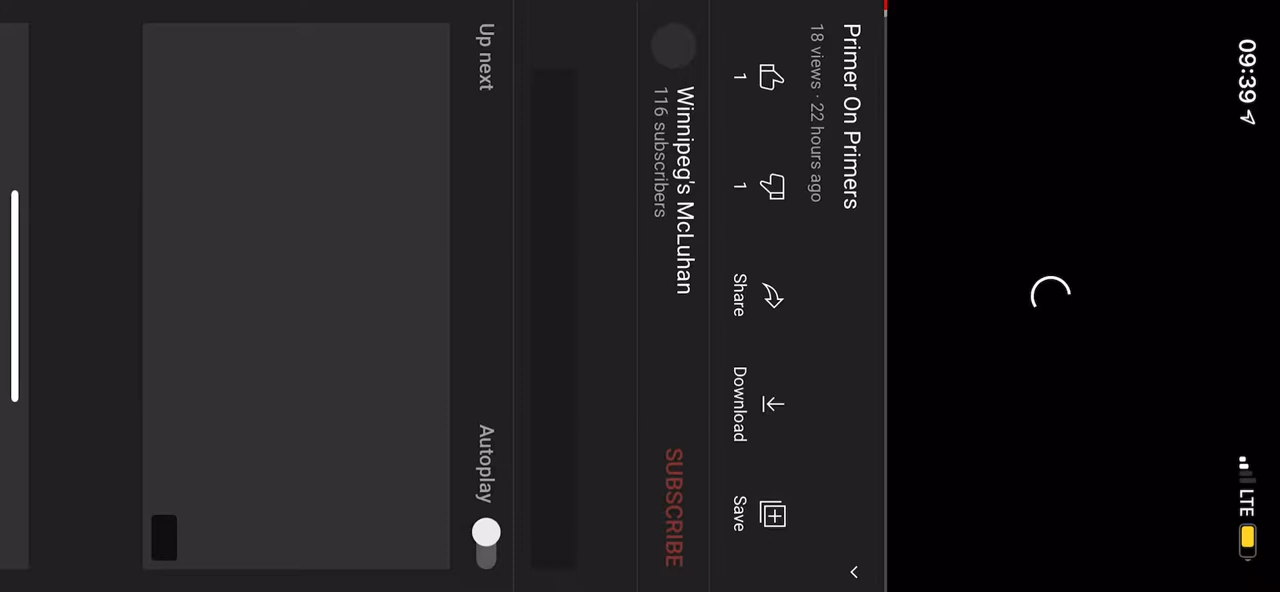 09:39
LTE
Primer On Primers
18 views · 22 hours ago
1
1
Share
Download
Save
Winnipeg's McLuhan
116 subscribers
SUBSCRIBE
Up next
Autoplay